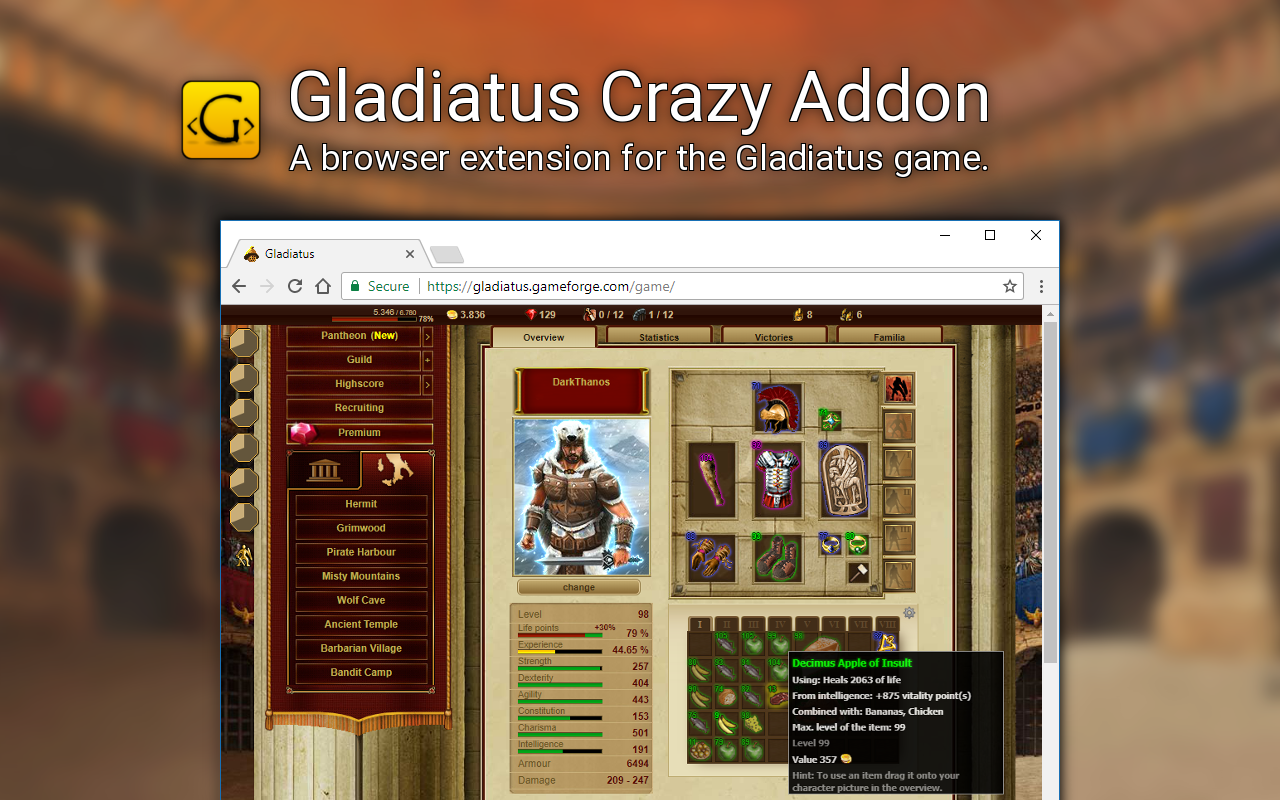 G
Gladiatus Crazy Addon
A browser extension for the Gladiatus game.
Gladiatus
Secure
https://gladiatus.gameforge.com/game/
5.346 / 6.760
78%
3.836
129
0 / 12
1 / 12
8
6
Pantheon (New)
Guild
Highscore
Recruiting
Premium
Hermit
Grimwood
Pirate Harbour
Misty Mountains
Wolf Cave
Ancient Temple
Barbarian Village
Bandit Camp
Overview
Statistics
Victories
Familia
DarkThanos
change
Level 98
Life points +30% 79 %
Experience 44.65 %
Strength 257
Dexterity 404
Agility 443
Constitution 153
Charisma 501
Intelligence 191
Armour 6494
Damage 209 - 247
I II III IV V VI VII VIII
Decimus Apple of Insult
Using: Heals 2063 of life
From intelligence: +875 vitality point(s)
Combined with: Bananas, Chicken
Max. level of the item: 99
Level 99
Value 357
Hint: To use an item drag it onto your
character picture in the overview.